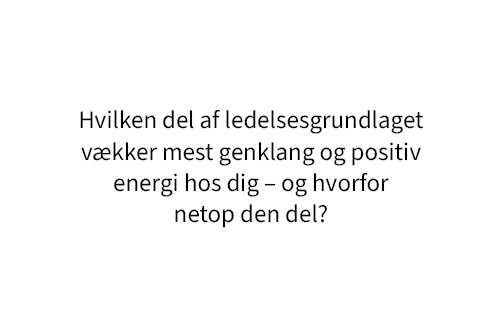 Hvilken del af ledelsesgrundlaget
vækker mest genklang og positiv
energi hos dig – og hvorfor
netop den del?